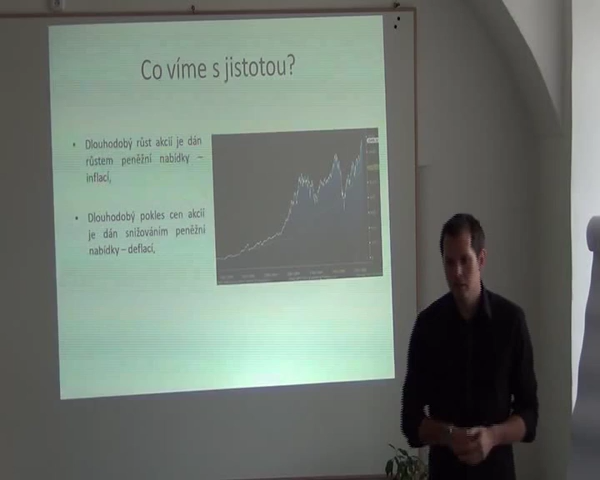 Co víme s jistotou?
• Dlouhodobý růst akcií je dán
růstem peněžní nabídky –
inflací,
• Dlouhodobý pokles cen akcií
je dán snižováním peněžní
nabídky – deflací,